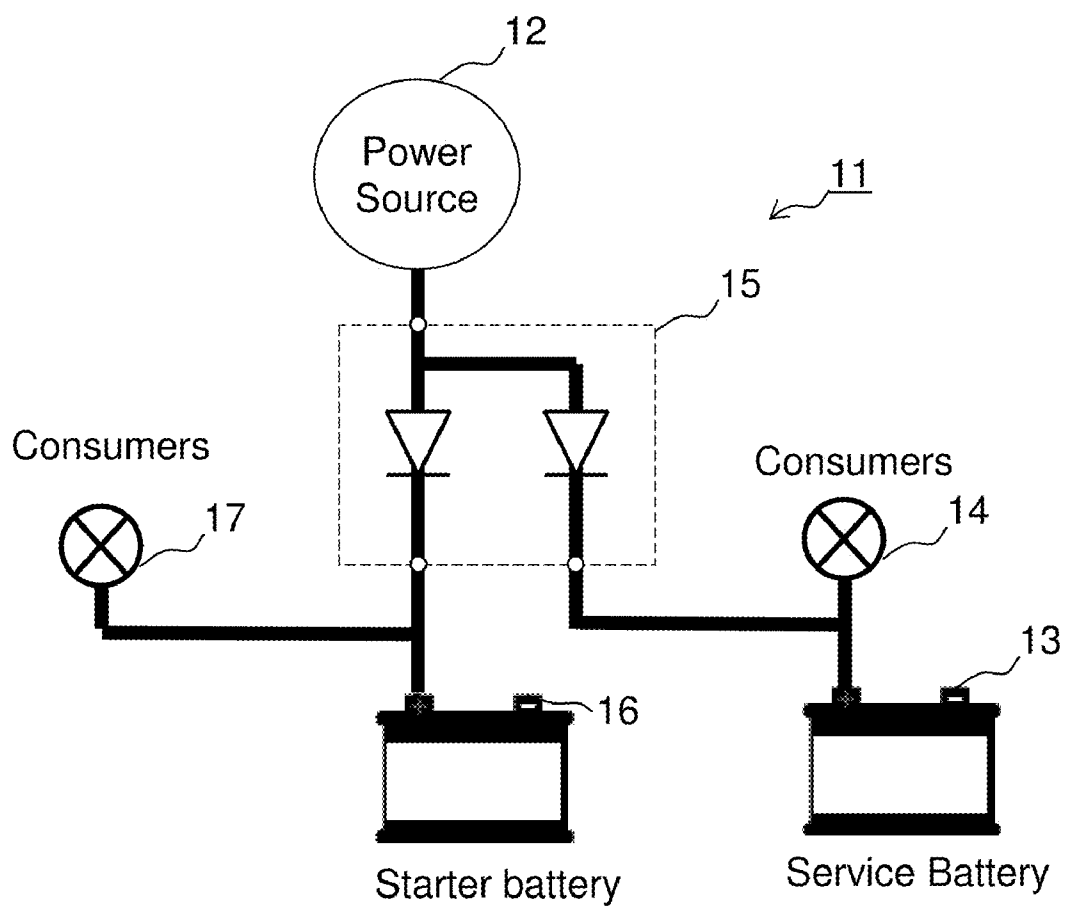 12
Power
Source
11
15
Consumers
17
Consumers
14
13
16
Starter battery
Service Battery